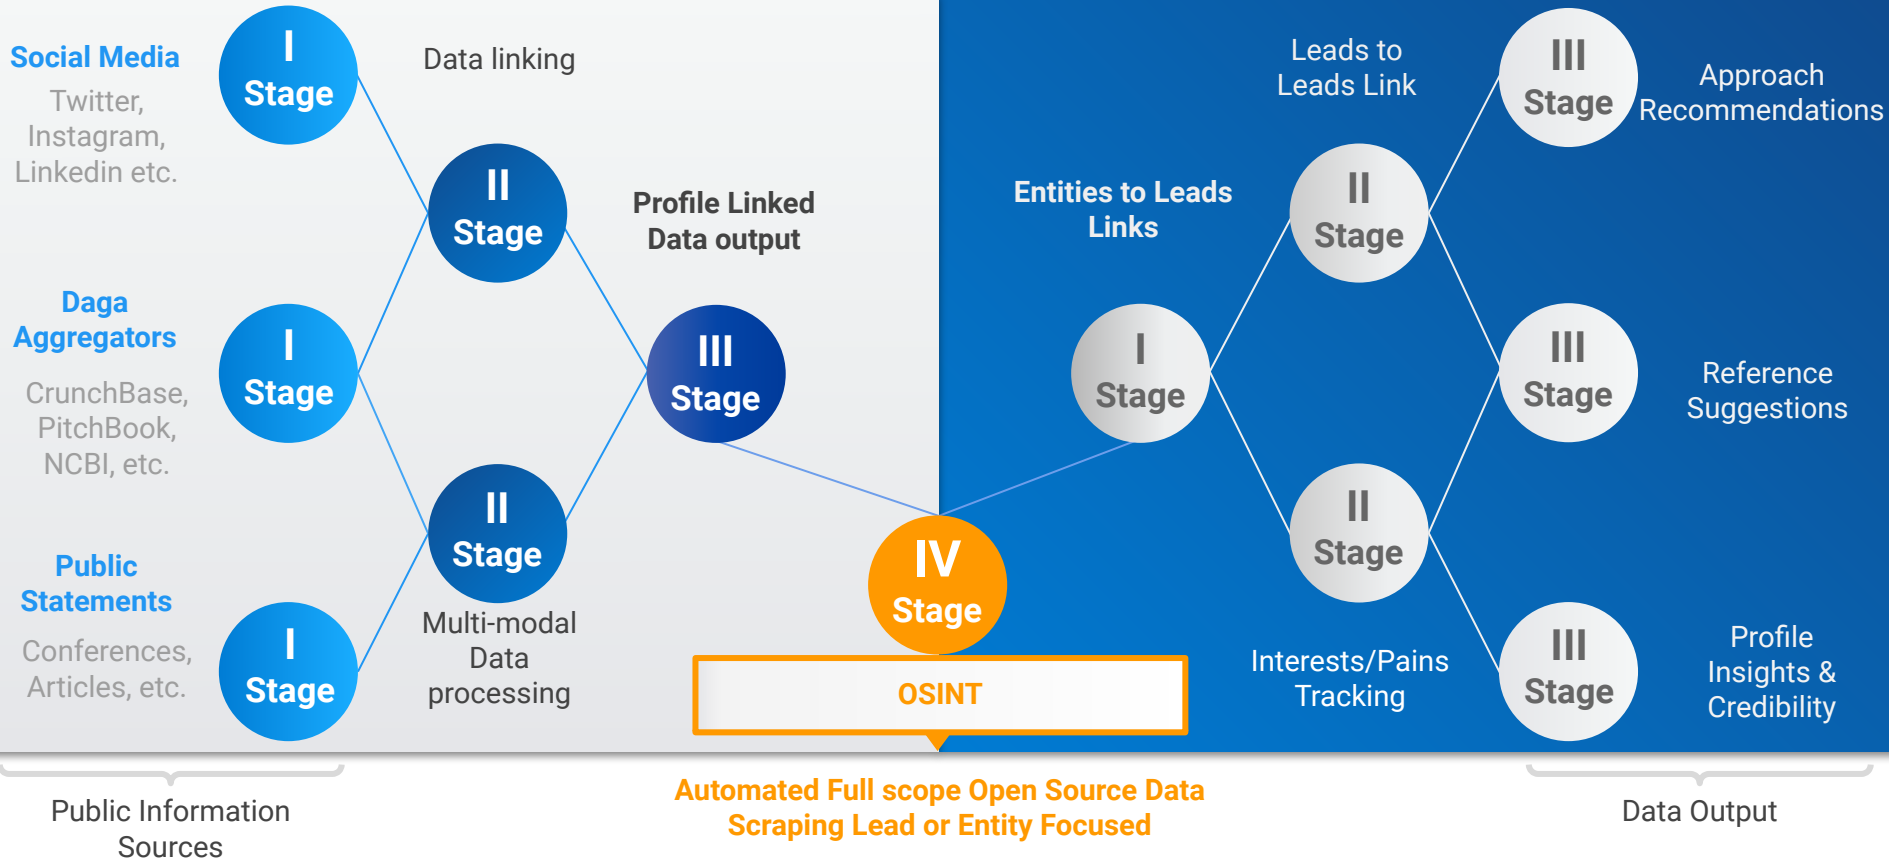 Social Media
Twitter,
Instagram,
Linkedin etc.
I
Stage
Data linking
Daga
Aggregators
CrunchBase,
PitchBook,
NCBI, etc.
I
Stage
Public
Statements
Conferences,
Articles, etc.
I
Stage
II
Stage
II
Stage
Multi-modal
Data
processing
Profile Linked
Data output
III
Stage
IV
Stage
OSINT
Entities to Leads
Links
I
Stage
Leads to
Leads Link
II
Stage
II
Stage
Interests/Pains
Tracking
III
Stage
Approach
Recommendations
III
Stage
Reference
Suggestions
III
Stage
Profile
Insights &
Credibility
Public Information
Sources
Automated Full scope Open Source Data
Scraping Lead or Entity Focused
Data Output